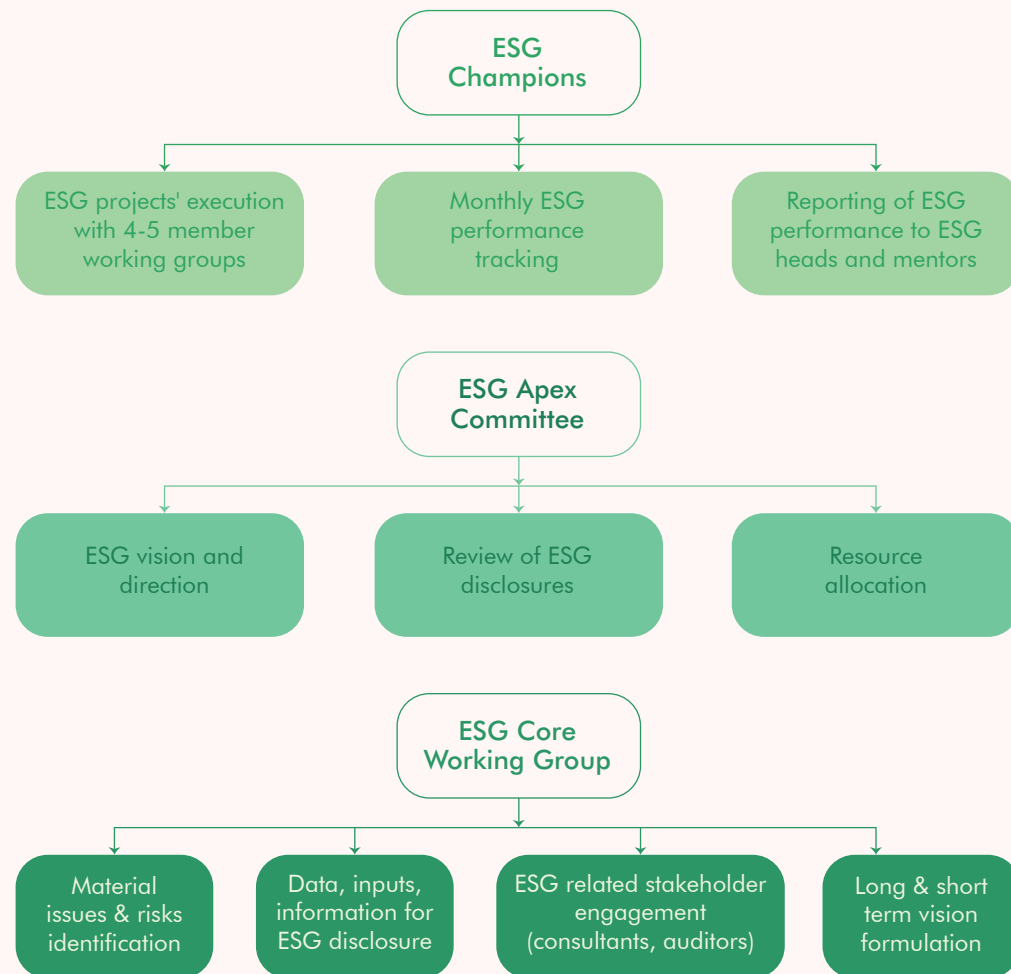 ESG
Champions
ESG projects' execution
with 4-5 member
working groups
Monthly ESG
performance
tracking
Reporting of ESG
performance to ESG
heads and mentors
ESG Apex
Committee
ESG vision and
direction
Review of ESG
disclosures
Resource
allocation
ESG Core
Working Group
Material
issues & risks
identification
Data, inputs,
information for
ESG disclosure
ESG related stakeholder
engagement
(consultants, auditors)
Long & short
term vision
formulation